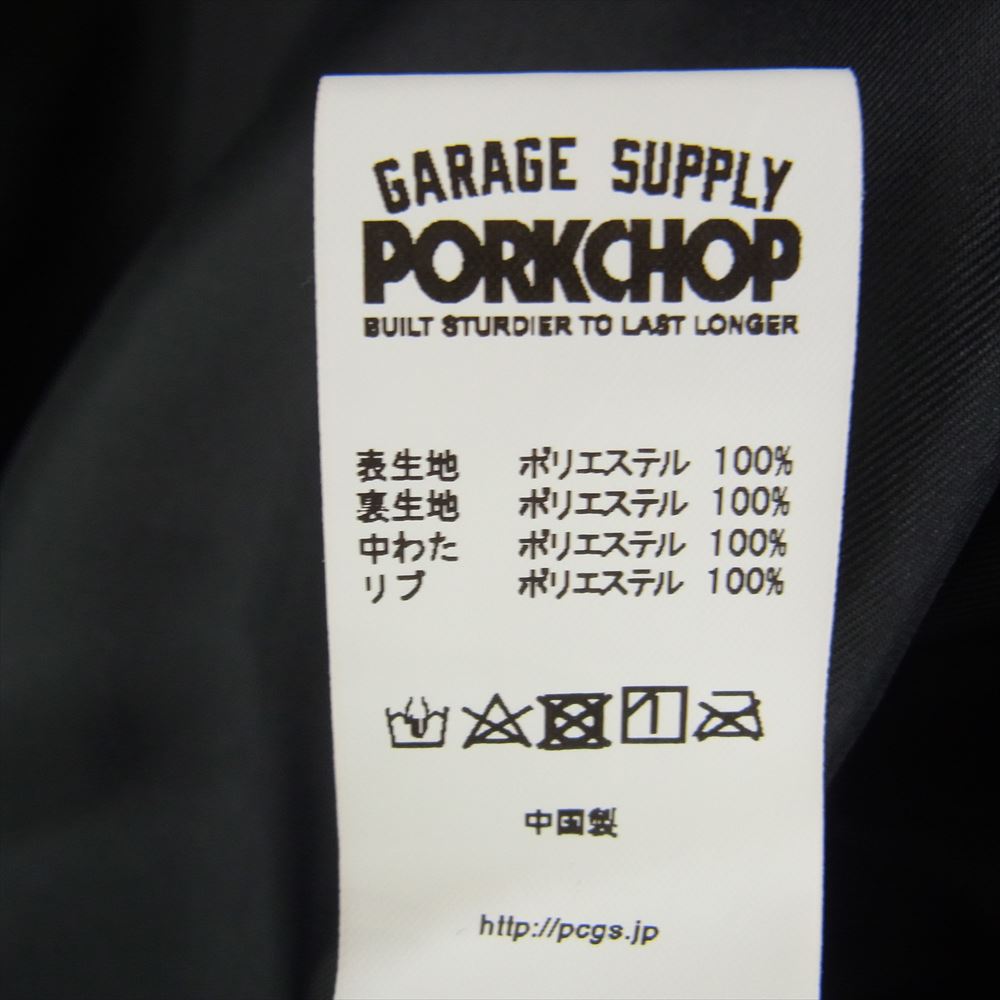 GARAGE SUPPLY
PORKCHOP
BUILT STURDIER TO LAST LONGER
表生地 ポリエステル 100%
裏生地 ポリエステル 100%
中わた ポリエステル 100%
リブ ポリエステル 100%
中国製
http://pcgs.jp